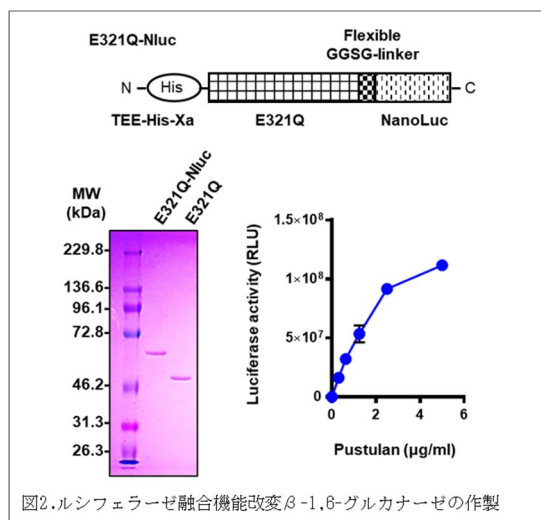 E321Q-Nluc
Flexible
GGSG-linker
N
His
C
TEE-His-Xa
E321Q
NanoLuc
MW
(kDa)
E321Q-Nluc
E321Q
229.8
136.6
96.1
72.8
46.2
31.3
26.3
Luciferase activity (RLU)
1.5×10⁸
1×10⁸
5×10⁷
0
0
2
4
6
Pustulan (μg/ml)
図2.ルシフェラーゼ融合機能改変β-1,6-グルカナーゼの作製